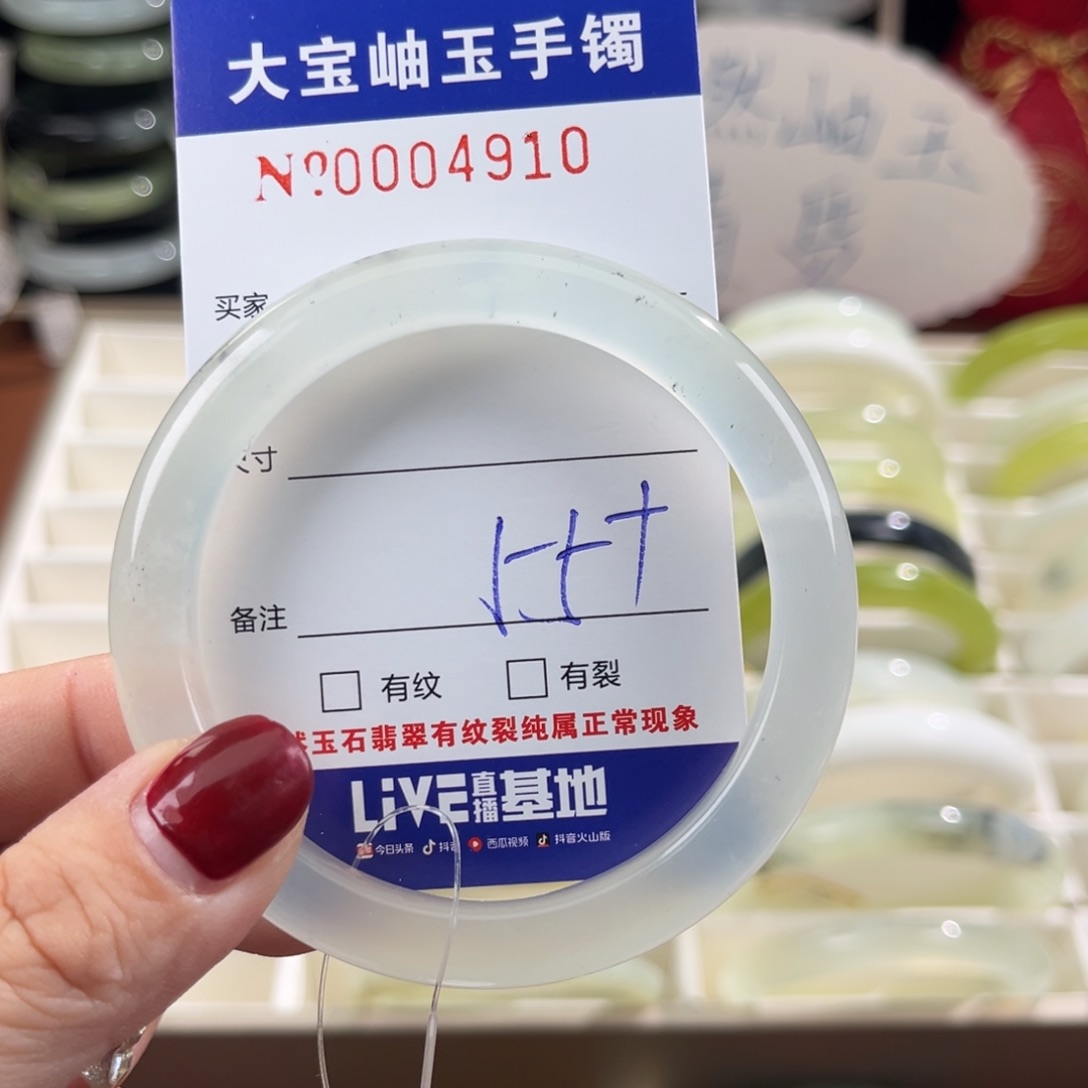 大宝岫玉手镯
№0004910
买家
寸
备注
有纹 有裂
玉石翡翠有纹裂纯属正常现象
LiVE直播基地
今日头条 抖音 西瓜视频 抖音火山版